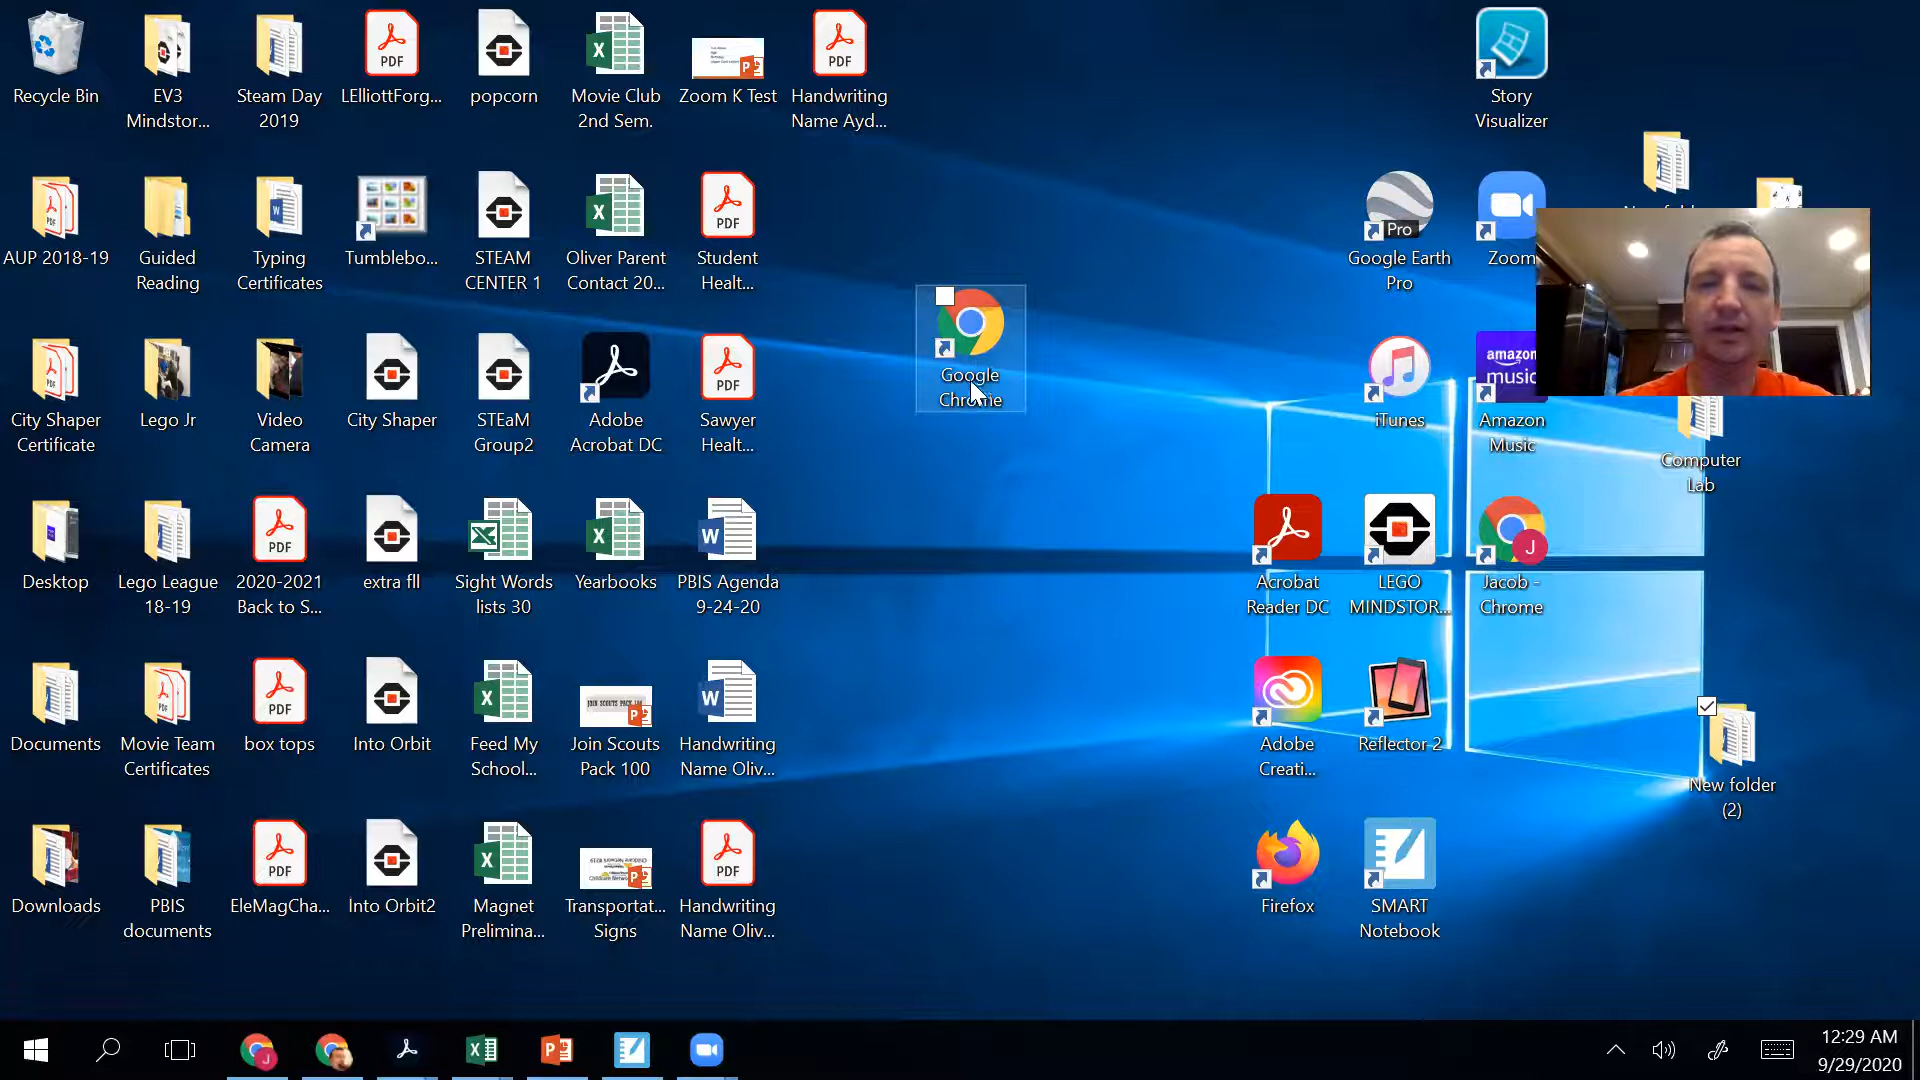 Recycle Bin
EV3
Mindstor...
Steam Day
2019
LElliottForg...
popcorn
Movie Club
2nd Sem.
Zoom K Test
Handwriting
Name Ayd...
Story
Visualizer
AUP 2018-19
Guided
Reading
Typing
Certificates
Tumblebo...
STEAM
CENTER 1
Oliver Parent
Contact 20...
Student
Healt...
Google
Chrome
Pro
Google Earth
Pro
Zoom
City Shaper
Certificate
Lego Jr
Video
Camera
City Shaper
STEaM
Group2
Adobe
Acrobat DC
Sawyer
Healt...
iTunes
amazon
music
Amazon
Music
Computer
Lab
Desktop
Lego League
18-19
2020-2021
Back to S...
extra fll
Sight Words
lists 30
Yearbooks
PBIS Agenda
9-24-20
Acrobat
Reader DC
LEGO
MINDSTOR...
Jacob -
Chrome
Documents
Movie Team
Certificates
box tops
Into Orbit
Feed My
School...
JOIN SCOUTS PACK 100
Join Scouts
Pack 100
Handwriting
Name Oliv...
Adobe
Creati...
Reflector 2
New folder
(2)
Downloads
PBIS
documents
EleMagCha...
Into Orbit2
Magnet
Prelimina...
Transportat...
Signs
Handwriting
Name Oliv...
Firefox
SMART
Notebook
12:29 AM
9/29/2020